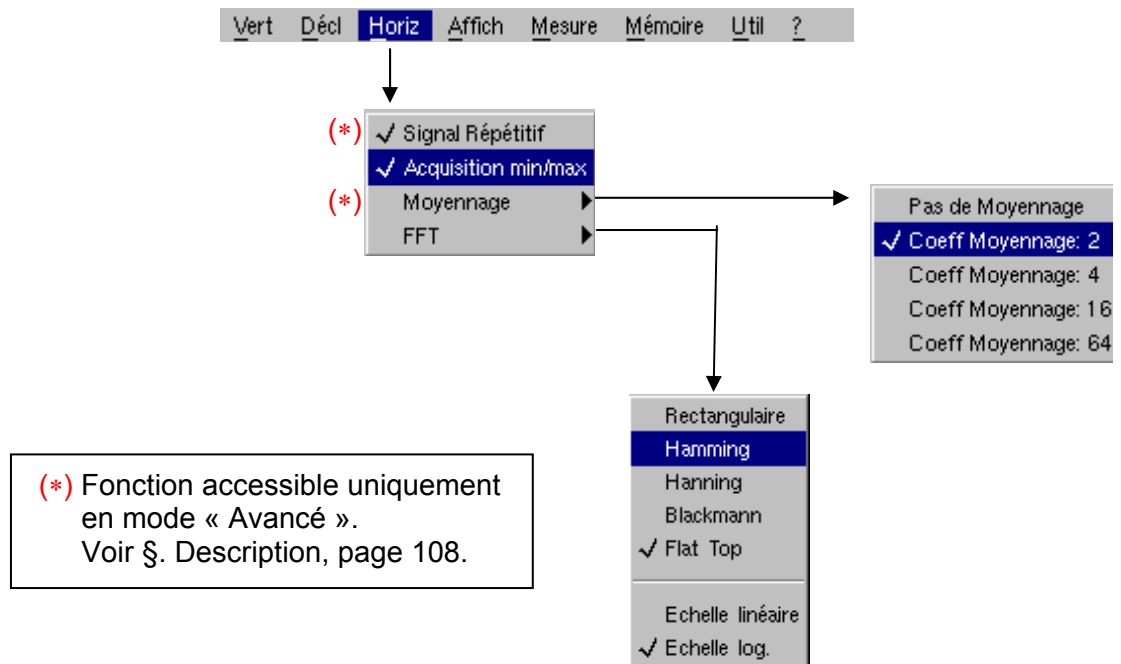 Vert Décl Horiz Affich Mesure Mémoire Util ?
(*) ✓ Signal Répétitif
✓ Acquisition min/max
(*) Moyennage
FFT
Pas de Moyennage
✓ Coeff Moyennage: 2
Coeff Moyennage: 4
Coeff Moyennage: 16
Coeff Moyennage: 64
Rectangulaire
Hamming
Hanning
Blackmann
✓ Flat Top
Echelle linéaire
✓ Echelle log.
(*) Fonction accessible uniquement
en mode « Avancé ».
Voir §. Description, page 108.